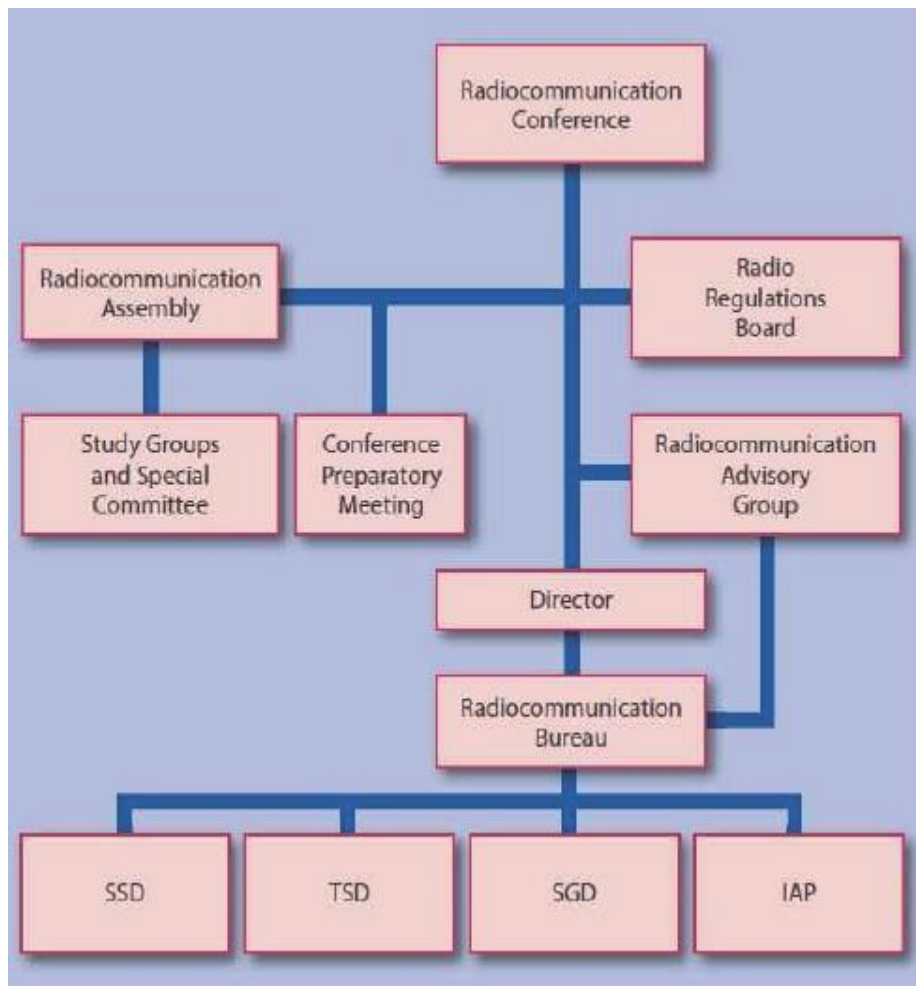 Radiocommunication
Conference
Radiocommunication
Assembly
Radio
Regulations
Board
Study Groups
and Special
Committee
Conference
Preparatory
Meeting
Radiocommunication
Advisory
Group
Director
Radiocommunication
Bureau
SSD
TSD
SGD
IAP